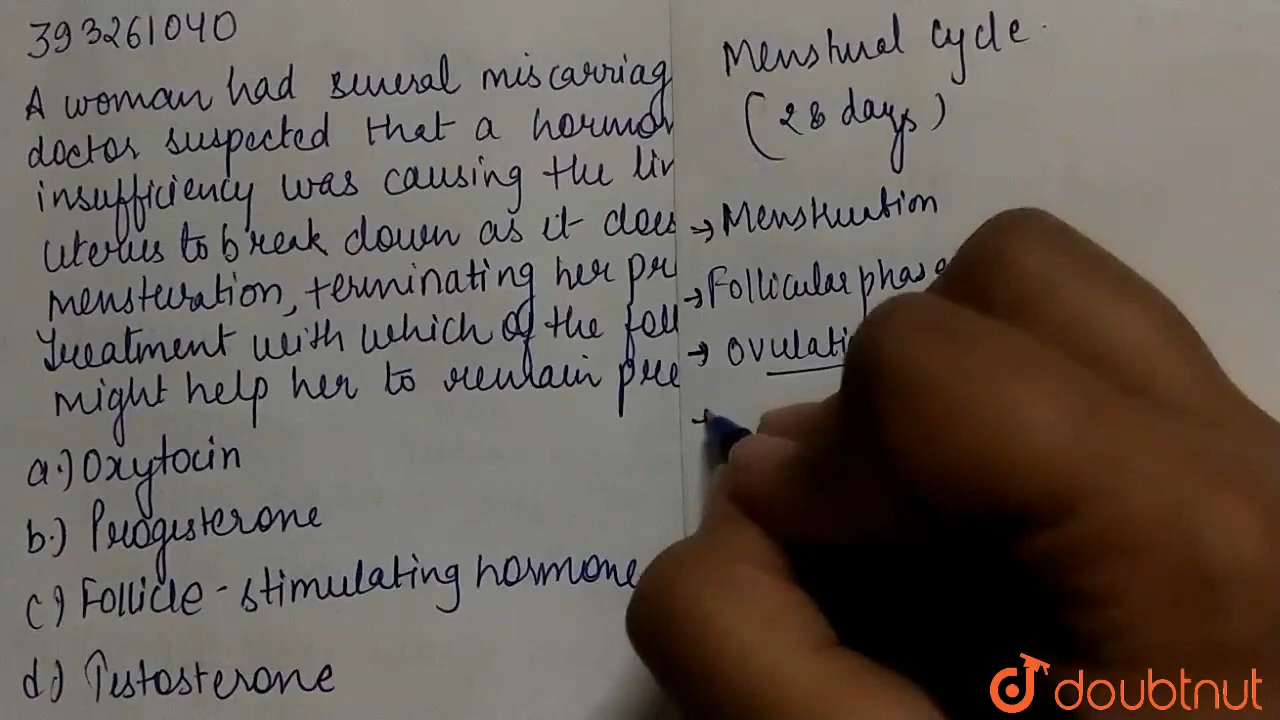 393261040
A woman had several miscarriag
doctor suspected that a hormon
insufficiency was causing the lin
uterus to break down as it does
menstruation, terminating her pr
Treatment with which of the foll
might help her to remain pre
a.) Oxytocin
b.) Progesterone
c) Follicle-stimulating hormone
d) Testosterone
Menstrual cycle.
(28 days)
→ Menstruation
→ Follicular phase
→ Ovulati
doubtnut